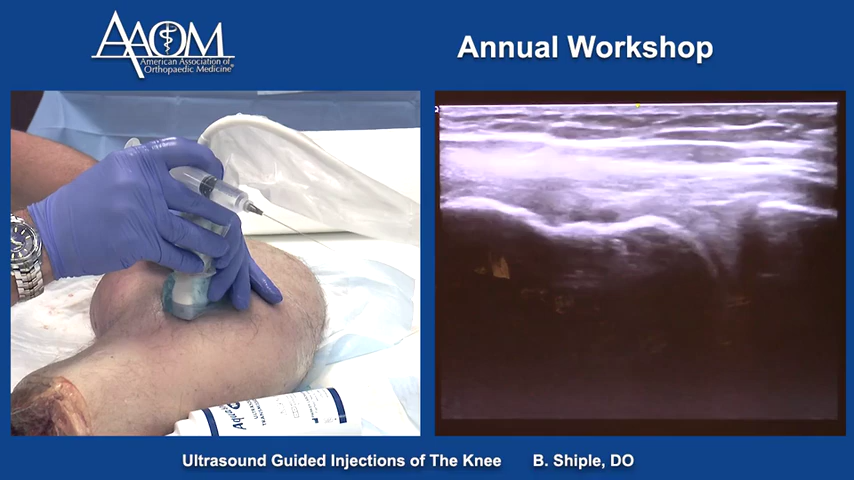 AAOM
American Association of
Orthopaedic Medicine®
Annual Workshop
Ultrasound Guided Injections of The Knee B. Shiple, DO